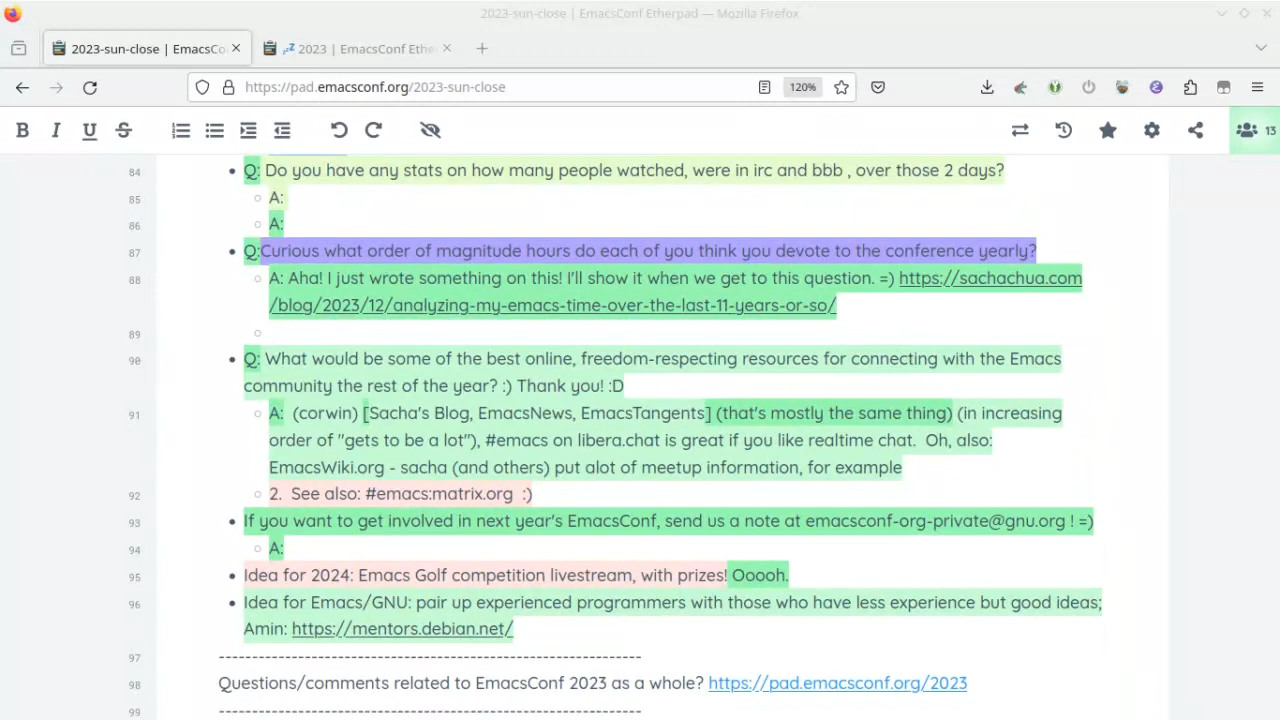 2023-sun-close | EmacsConf Etherpad — Mozilla Firefox
2023-sun-close | EmacsCo
2023 | EmacsConf Ethe
https://pad.emacsconf.org/2023-sun-close
120%
B I U S
13
84 Q: Do you have any stats on how many people watched, were in irc and bbb , over those 2 days?
85 A:
86 A:
87 Q:Curious what order of magnitude hours do each of you think you devote to the conference yearly?
88 A: Aha! I just wrote something on this! I'll show it when we get to this question. =) https://sachachua.com
/blog/2023/12/analyzing-my-emacs-time-over-the-last-11-years-or-so/
89
90 Q: What would be some of the best online, freedom-respecting resources for connecting with the Emacs
community the rest of the year? :) Thank you! :D
91 A: (corwin) [Sacha's Blog, EmacsNews, EmacsTangents] (that's mostly the same thing) (in increasing
order of "gets to be a lot"), #emacs on libera.chat is great if you like realtime chat. Oh, also:
EmacsWiki.org - sacha (and others) put alot of meetup information, for example
92 2. See also: #emacs:matrix.org :)
93 If you want to get involved in next year's EmacsConf, send us a note at emacsconf-org-private@gnu.org ! =)
94 A:
95 Idea for 2024: Emacs Golf competition livestream, with prizes! Ooooh.
96 Idea for Emacs/GNU: pair up experienced programmers with those who have less experience but good ideas;
Amin: https://mentors.debian.net/
97 ----------------------------------------------------------------
98 Questions/comments related to EmacsConf 2023 as a whole? https://pad.emacsconf.org/2023
99 ----------------------------------------------------------------